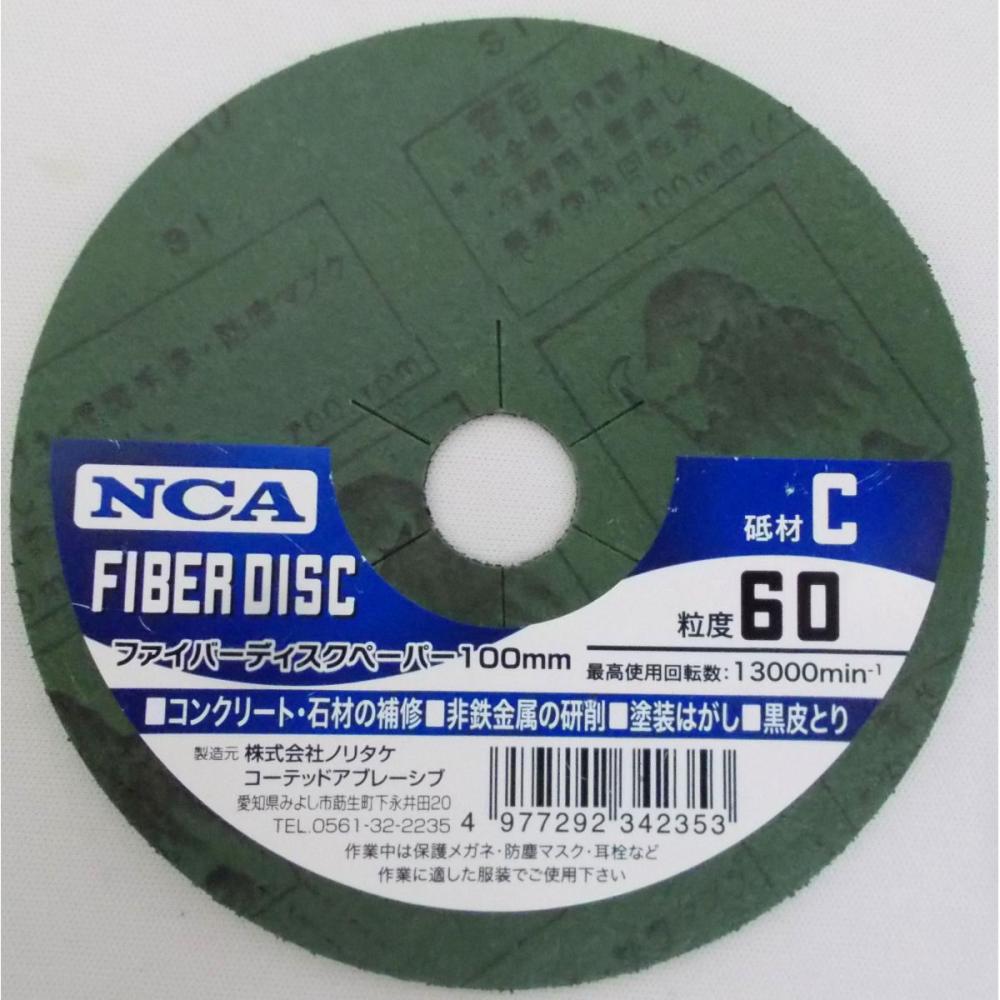 警告
100mm
NCA
FIBER DISC
ファイバーディスクペーパー100mm
砥材 C
粒度 60
最高使用回転数：13000min-1
■コンクリート・石材の補修■非鉄金属の研削■塗装はがし■黒皮とり
製造元 株式会社ノリタケ
コーテッドアブレーシブ
愛知県みよし市莇生町下永井田20
TEL.0561-32-2235
4 977292 342353
作業中は保護メガネ・防塵マスク・耳栓など
作業に適した服装でご使用下さい